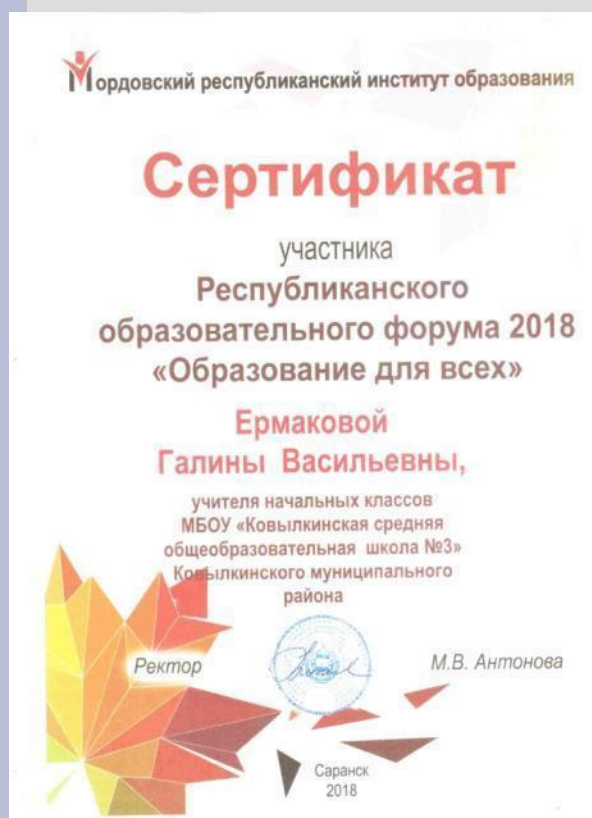 Мордовский республиканский институт образования
Сертификат
участника
Республиканского
образовательного форума 2018
«Образование для всех»
Ермаковой
Галины Васильевны,
учителя начальных классов
МБОУ «Ковылкинская средняя
общеобразовательная школа №3»
Ковылкинского муниципального
района
Ректор
М.В. Антонова
Саранск
2018